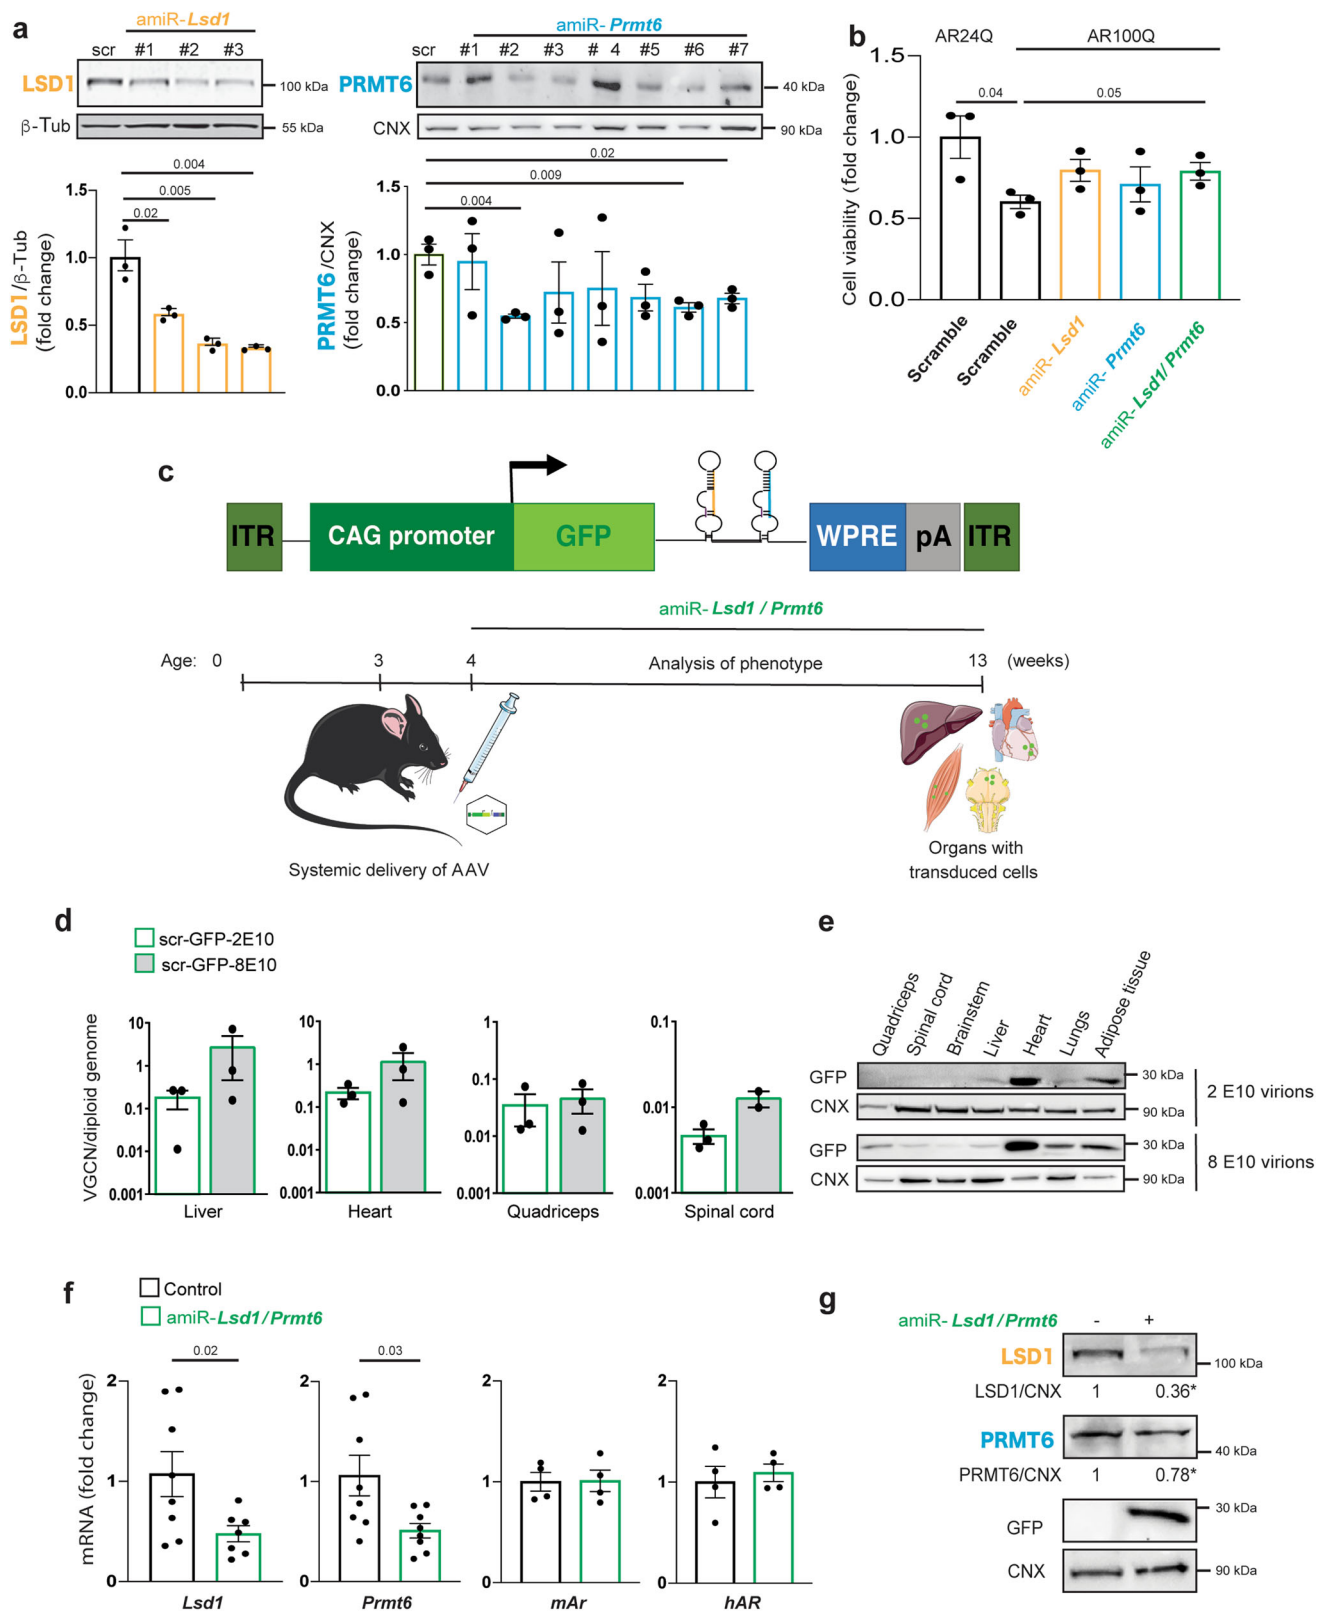 a
amiR-Lsd1
scr #1 #2 #3
LSD1
100 kDa
β-Tub
55 kDa
0.004
0.005
0.02
1.5
1.0
0.5
0.0
LSD1/β-Tub
(fold change)
amiR- Prmt6
scr #1 #2 #3 # 4 #5 #6 #7
PRMT6
40 kDa
CNX
90 kDa
0.02
0.009
0.004
1.5
1.0
0.5
0.0
PRMT6/CNX
(fold change)
b
AR24Q AR100Q
0.04 0.05
1.5
1.0
0.5
0.0
Cell viability (fold change)
Scramble
Scramble
amiR- Lsd1
amiR- Prmt6
amiR- Lsd1/ Prmt6
c
ITR CAG promoter GFP WPRE pA ITR
amiR- Lsd1 / Prmt6
Age: 0 3 4 Analysis of phenotype 13 (weeks)
Systemic delivery of AAV
Organs with
transduced cells
d
scr-GFP-2E10
scr-GFP-8E10
VGCN/diploid genome
10
1
0.1
0.01
0.001
Liver
10
1
0.1
0.01
0.001
Heart
1
0.1
0.01
0.001
Quadriceps
0.1
0.01
0.001
Spinal cord
e
Quadriceps
Spinal cord
Brainstem
Liver
Heart
Lungs
Adipose tissue
GFP 30 kDa
CNX 90 kDa
2 E10 virions
GFP 30 kDa
CNX 90 kDa
8 E10 virions
f
Control
amiR-Lsd1/Prmt6
mRNA (fold change)
0.02
2
1
0
Lsd1
0.03
2
1
0
Prmt6
2
1
0
mAr
2
1
0
hAR
g
amiR- Lsd1/Prmt6 - +
LSD1
100 kDa
LSD1/CNX 1 0.36*
PRMT6
40 kDa
PRMT6/CNX 1 0.78*
30 kDa
GFP
CNX 90 kDa